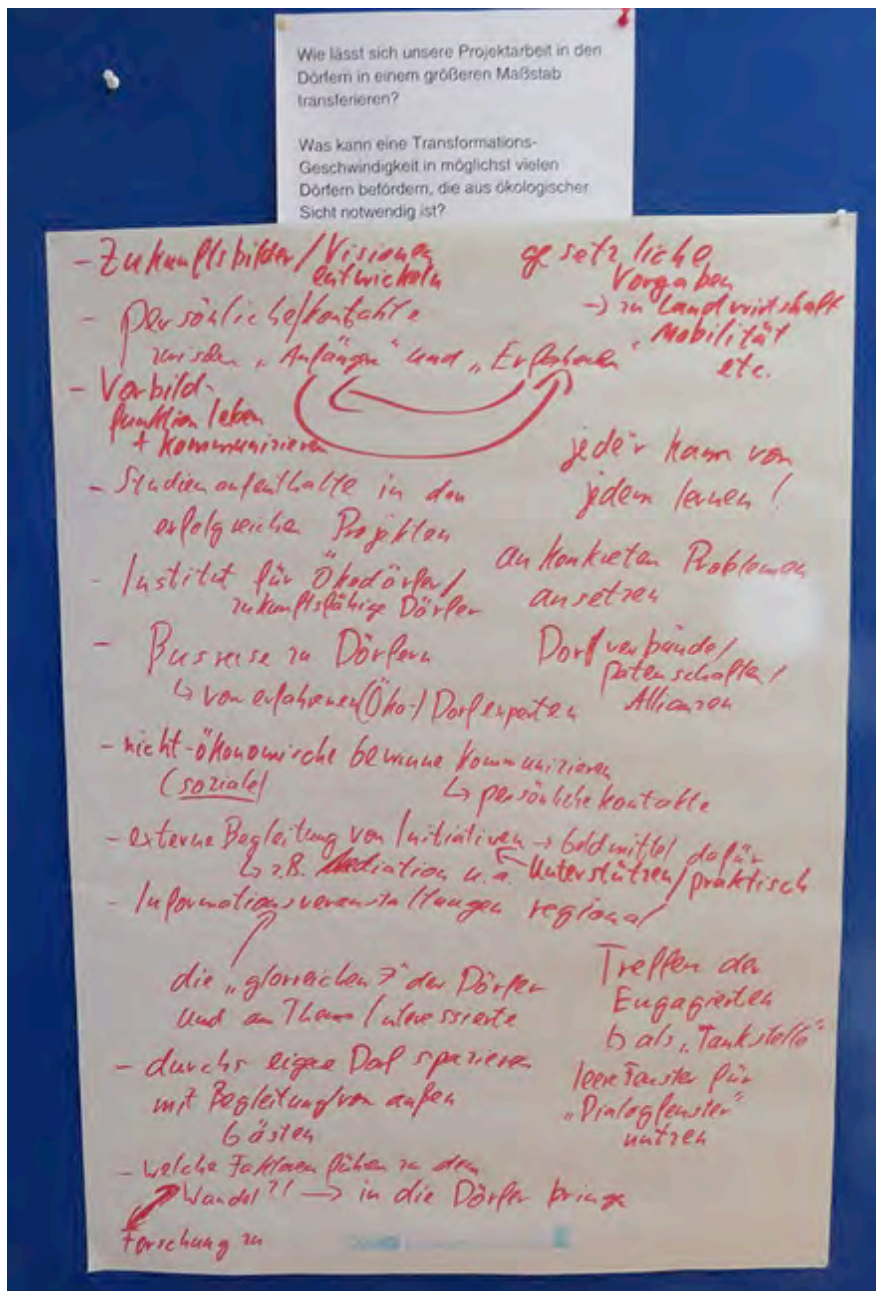 Wie lässt sich unsere Projektarbeit in den
Dörfern in einem größeren Maßstab
transferieren?
Was kann eine Transformations-
Geschwindigkeit in möglichst vielen
Dörfern befördern, die aus ökologischer
Sicht notwendig ist?
- Zukunftsbilder/Visionen
entwickeln
- persönliche Kontakte
zwischen „Anfängen“ und „Erfahrenen“
- Vorbild-
funktion leben
+ kommunizieren
- Studienaufenthalte in den
erfolgreichen Projekten
- Institut für Ökodörfer/
zukunftsfähige Dörfer
- Busreise zu Dörfern
↳ von erfahrenen (Öko-) Dorfexperten
- nicht-ökonomische Gewinne kommunizieren
(soziale) ↳ persönliche Kontakte
- externe Begleitung von Initiativen → Geldmittel dafür
↳ z.B. Mediation u.a. ← Unterstützen/praktisch
- Informationsveranstaltungen regional
die „glorreichen 7“ der Dörfer
und am Thema Interessierte
- durchs eigene Dorf spazieren
mit Begleitung/von außen
Gästen
- welche Faktoren führen zu dem
Wandel?! → in die Dörfer bringe
Forschung zu
gesetzliche
Vorgaben
→ zu Landwirtschaft
Mobilität
etc.
jede*r kann von
jedem lernen!
an konkreten Problemen
ansetzen
Dorfverbünde/
patenschaften/
Allianzen
Treffen der
Engagierten
↳ als „Tankstelle“
leere Fenster für
„Dialogfenster“
nutzen